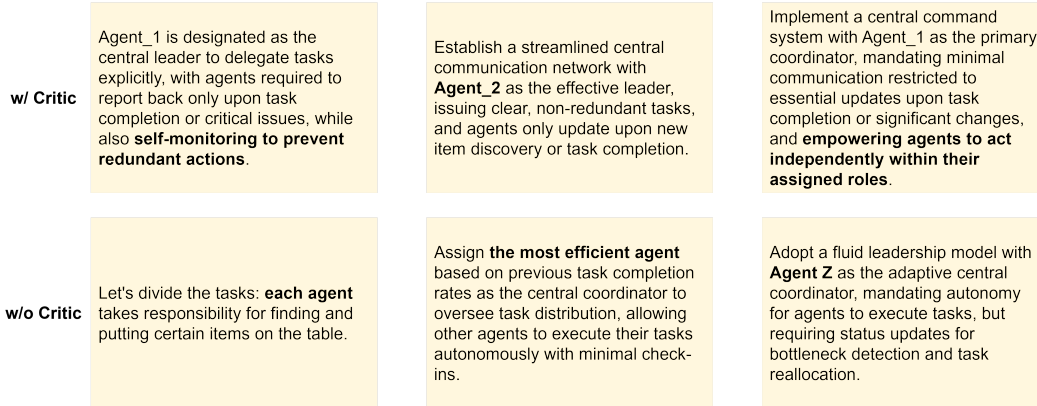 w/ Critic
Agent_1 is designated as the
central leader to delegate tasks
explicitly, with agents required to
report back only upon task
completion or critical issues, while
also self-monitoring to prevent
redundant actions.
Establish a streamlined central
communication network with
Agent_2 as the effective leader,
issuing clear, non-redundant tasks,
and agents only update upon new
item discovery or task completion.
Implement a central command
system with Agent_1 as the primary
coordinator, mandating minimal
communication restricted to
essential updates upon task
completion or significant changes,
and empowering agents to act
independently within their
assigned roles.
w/o Critic
Let's divide the tasks: each agent
takes responsibility for finding and
putting certain items on the table.
Assign the most efficient agent
based on previous task completion
rates as the central coordinator to
oversee task distribution, allowing
other agents to execute their tasks
autonomously with minimal check-
ins.
Adopt a fluid leadership model with
Agent Z as the adaptive central
coordinator, mandating autonomy
for agents to execute tasks, but
requiring status updates for
bottleneck detection and task
reallocation.